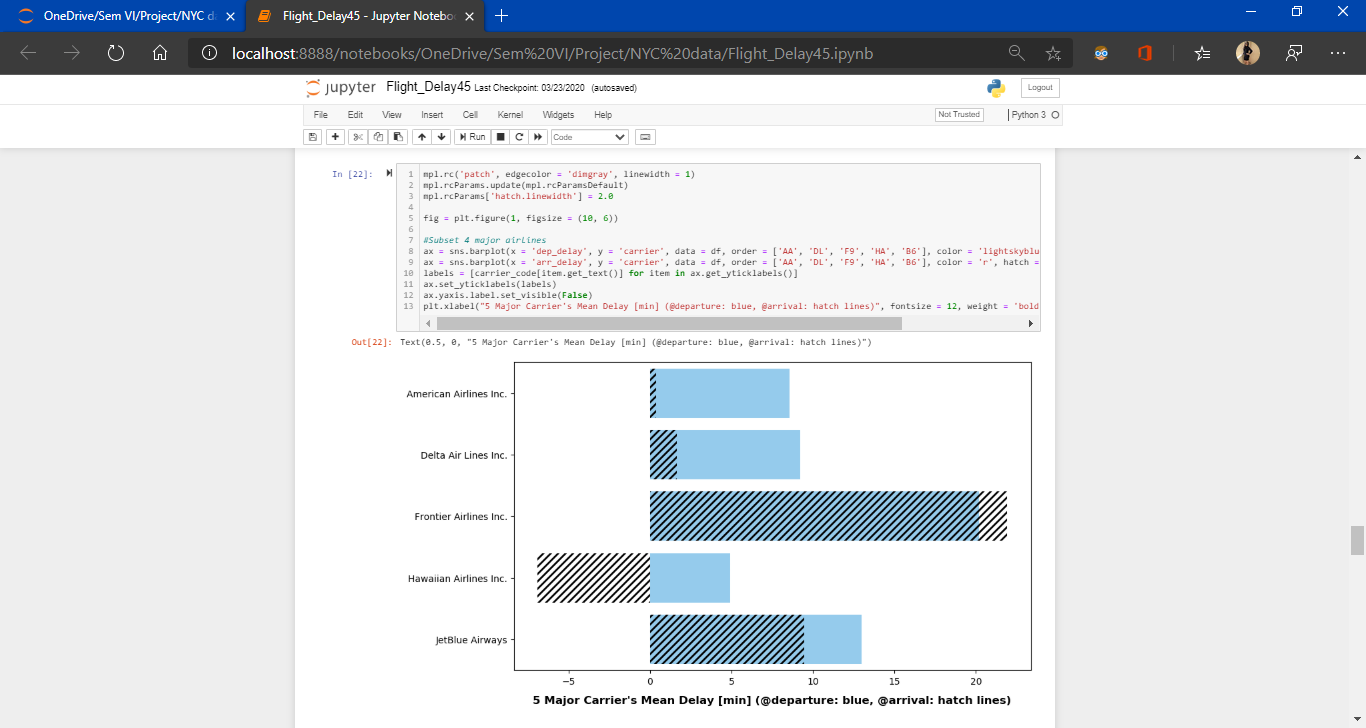 OneDrive/Sem VI/Project/NYC d
Flight_Delay45 - Jupyter Notebo
localhost:8888/notebooks/OneDrive/Sem%20VI/Project/NYC%20data/Flight_Delay45.ipynb
jupyter Flight_Delay45 Last Checkpoint: 03/23/2020 (autosaved)
Logout
File Edit View Insert Cell Kernel Widgets Help
Not Trusted
Python 3
Run
Code
In [22]:
1 mpl.rc('patch', edgecolor = 'dimgray', linewidth = 1)
2 mpl.rcParams.update(mpl.rcParamsDefault)
3 mpl.rcParams['hatch.linewidth'] = 2.0
4
5 fig = plt.figure(1, figsize = (10, 6))
6
7 #Subset 4 major airlines
8 ax = sns.barplot(x = 'dep_delay', y = 'carrier', data = df, order = ['AA', 'DL', 'F9', 'HA', 'B6'], color = 'lightskyblu
9 ax = sns.barplot(x = 'arr_delay', y = 'carrier', data = df, order = ['AA', 'DL', 'F9', 'HA', 'B6'], color = 'r', hatch =
10 labels = [carrier_code[item.get_text()] for item in ax.get_yticklabels()]
11 ax.set_yticklabels(labels)
12 ax.yaxis.label.set_visible(False)
13 plt.xlabel("5 Major Carrier's Mean Delay [min] (@departure: blue, @arrival: hatch lines)", fontsize = 12, weight = 'bold
Out[22]: Text(0.5, 0, "5 Major Carrier's Mean Delay [min] (@departure: blue, @arrival: hatch lines)")
American Airlines Inc.
Delta Air Lines Inc.
Frontier Airlines Inc.
Hawaiian Airlines Inc.
JetBlue Airways
−5 0 5 10 15 20
5 Major Carrier's Mean Delay [min] (@departure: blue, @arrival: hatch lines)